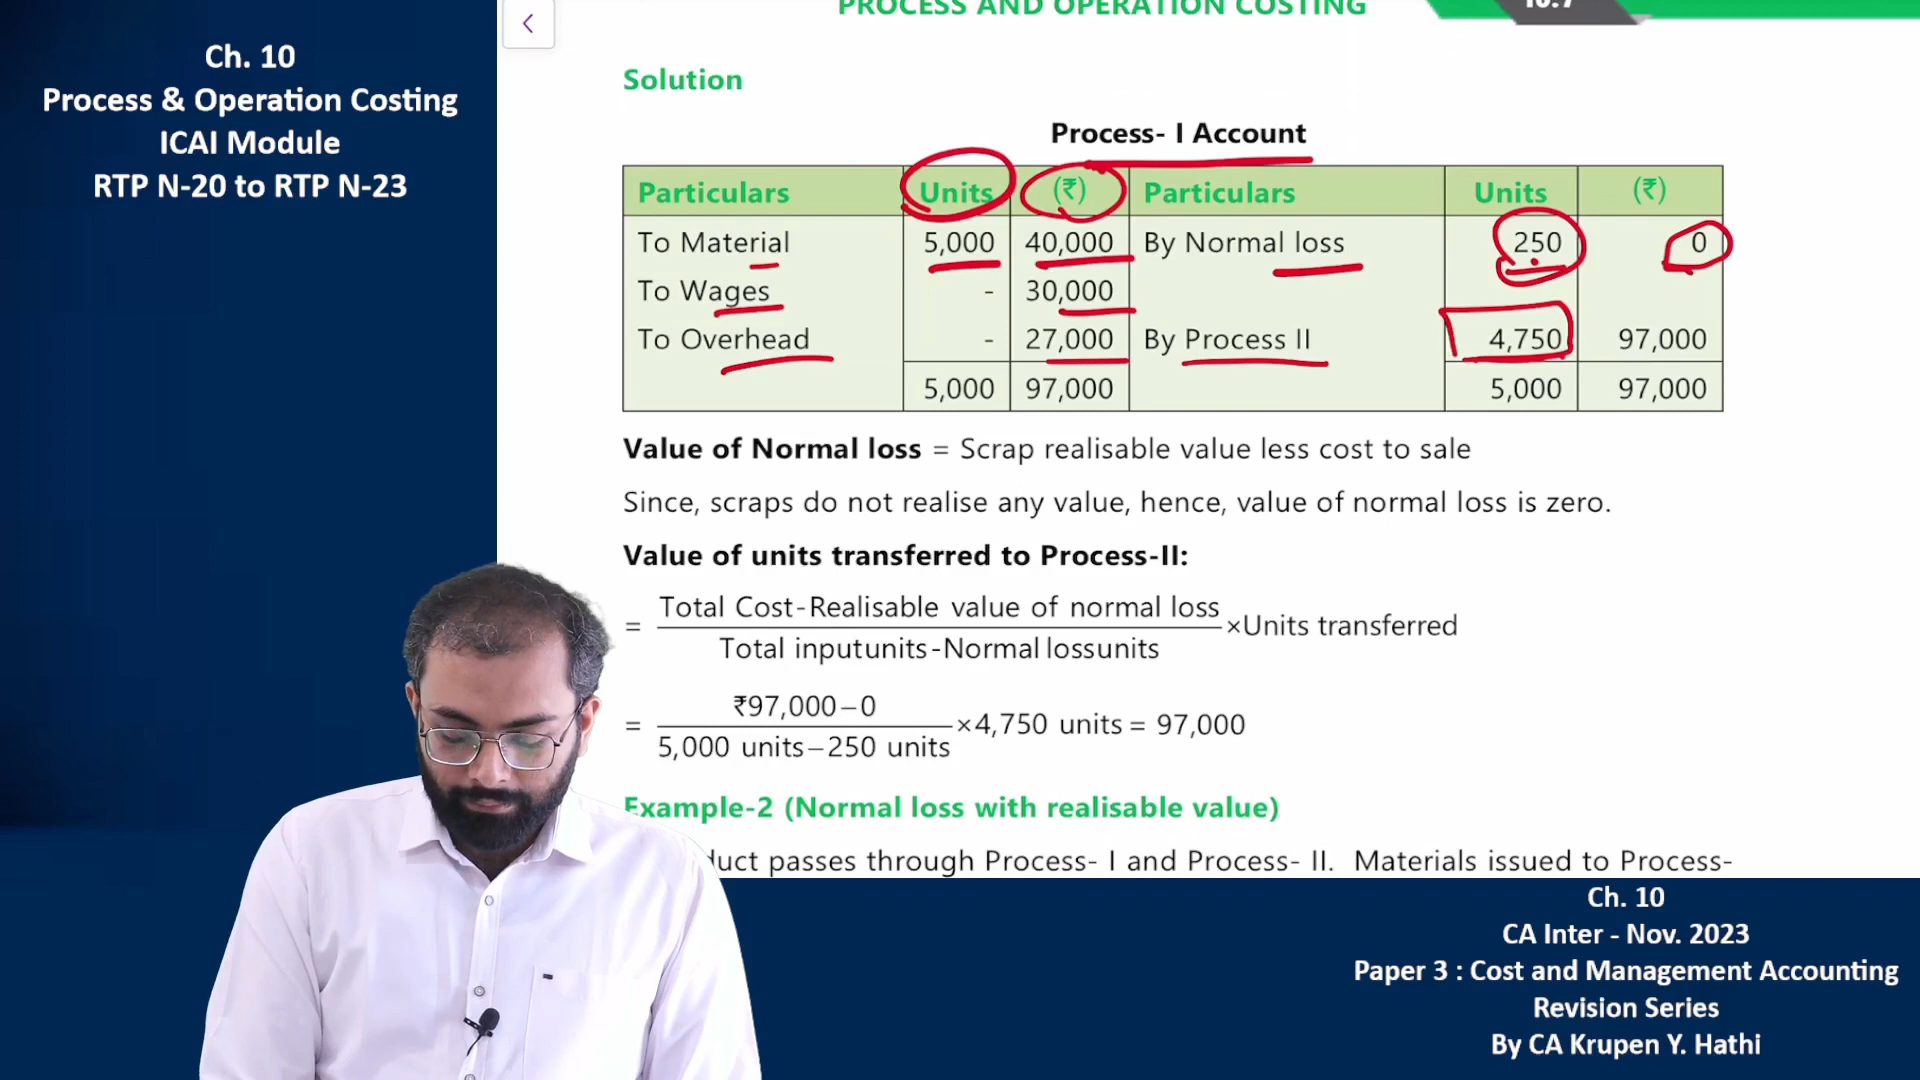 Ch. 10
Process & Operation Costing
ICAI Module
RTP N-20 to RTP N-23
PROCESS AND OPERATION COSTING
10.7
Solution
Process- I Account
Particulars Units (₹) Particulars Units (₹)
To Material 5,000 40,000 By Normal loss 250 0
To Wages - 30,000
To Overhead - 27,000 By Process II 4,750 97,000
5,000 97,000 5,000 97,000
Value of Normal loss = Scrap realisable value less cost to sale
Since, scraps do not realise any value, hence, value of normal loss is zero.
Value of units transferred to Process-II:
= Total Cost-Realisable value of normal loss
Total inputunits-Normal lossunits
×Units transferred
= ₹97,000–0
5,000 units–250 units
×4,750 units = 97,000
Example-2 (Normal loss with realisable value)
duct passes through Process- I and Process- II. Materials issued to Process-
Ch. 10
CA Inter - Nov. 2023
Paper 3 : Cost and Management Accounting
Revision Series
By CA Krupen Y. Hathi